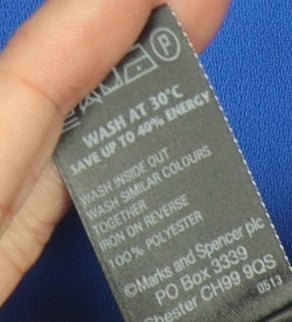 P
WASH AT 30°C
SAVE UP TO 40% ENERGY
WASH INSIDE OUT
WASH SIMILAR COLOURS
TOGETHER
IRON ON REVERSE
100% POLYESTER
©Marks and Spencer plc
PO Box 3339
Chester CH99 9QS
0513